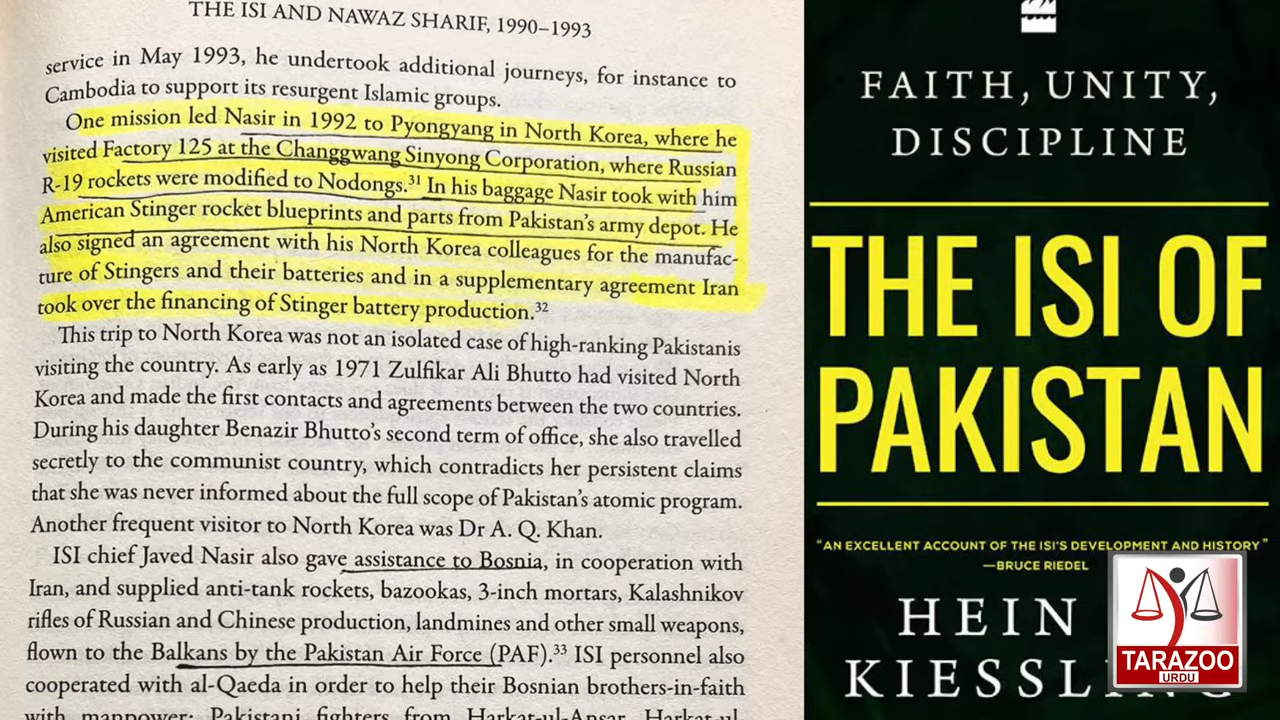 THE ISI AND NAWAZ SHARIF, 1990–1993
service in May 1993, he undertook additional journeys, for instance to
Cambodia to support its resurgent Islamic groups.
One mission led Nasir in 1992 to Pyongyang in North Korea, where he
visited Factory 125 at the Changgwang Sinyong Corporation, where Russian
R-19 rockets were modified to Nodongs.31 In his baggage Nasir took with him
American Stinger rocket blueprints and parts from Pakistan's army depot. He
also signed an agreement with his North Korea colleagues for the manufac-
ture of Stingers and their batteries and in a supplementary agreement Iran
took over the financing of Stinger battery production.32
This trip to North Korea was not an isolated case of high-ranking Pakistanis
visiting the country. As early as 1971 Zulfikar Ali Bhutto had visited North
Korea and made the first contacts and agreements between the two countries.
During his daughter Benazir Bhutto's second term of office, she also travelled
secretly to the communist country, which contradicts her persistent claims
that she was never informed about the full scope of Pakistan's atomic program.
Another frequent visitor to North Korea was Dr A. Q. Khan.
ISI chief Javed Nasir also gave assistance to Bosnia, in cooperation with
Iran, and supplied anti-tank rockets, bazookas, 3-inch mortars, Kalashnikov
rifles of Russian and Chinese production, landmines and other small weapons,
flown to the Balkans by the Pakistan Air Force (PAF).33 ISI personnel also
cooperated with al-Qaeda in order to help their Bosnian brothers-in-faith
with manpower: Pakistani fighters from Harkat-ul-Ansar, Harkat-ul-
FAITH, UNITY,
DISCIPLINE
THE ISI OF
PAKISTAN
"AN EXCELLENT ACCOUNT OF THE ISI'S DEVELOPMENT AND HISTORY"
—BRUCE RIEDEL
HEIN
KIESSLING
TARAZOO
URDU